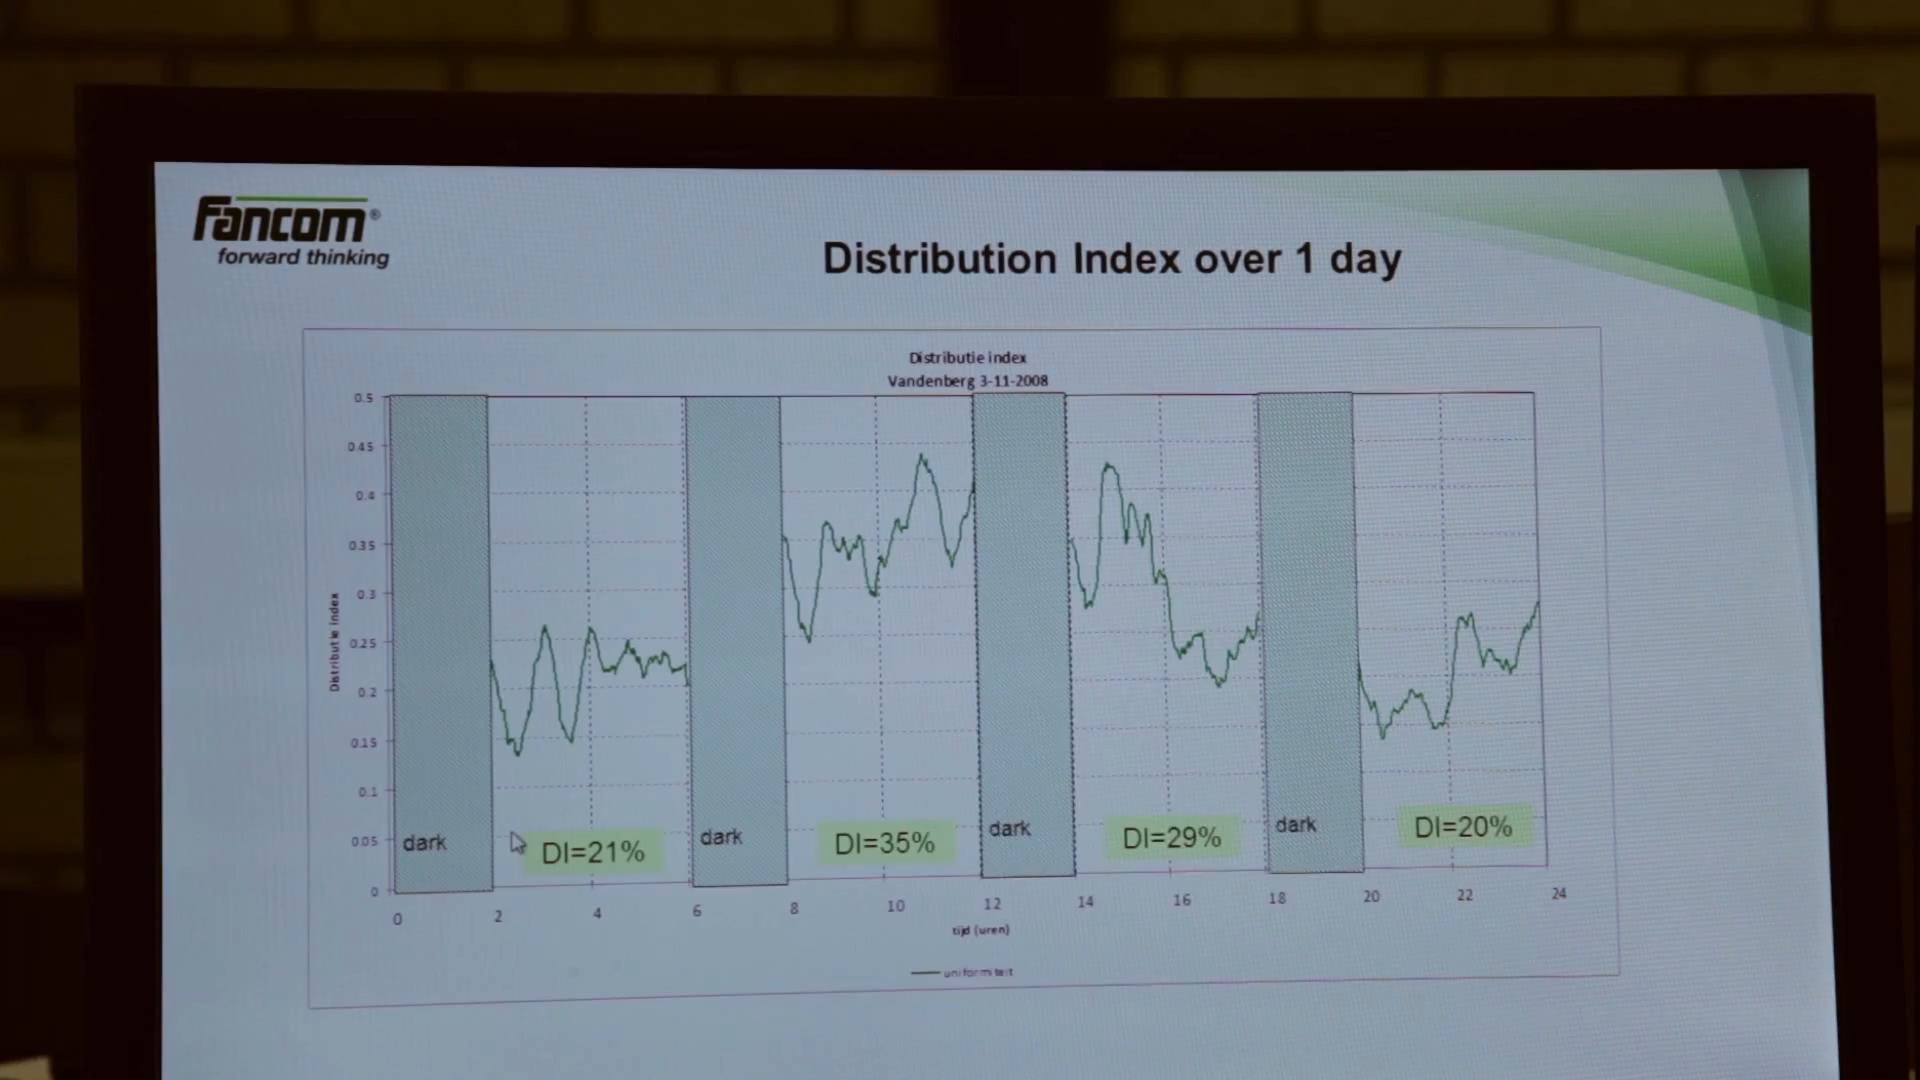 Fancom®
forward thinking
Distribution Index over 1 day
Distributie index
Vandenberg 3-11-2008
0.5
0.45
0.4
0.35
0.3
0.25
0.2
0.15
0.1
0.05
0
Distributie index
dark
DI=21%
dark
DI=35%
dark
DI=29%
dark
DI=20%
0 2 4 6 8 10 12 14 16 18 20 22 24
tijd (uren)
uniformiteit